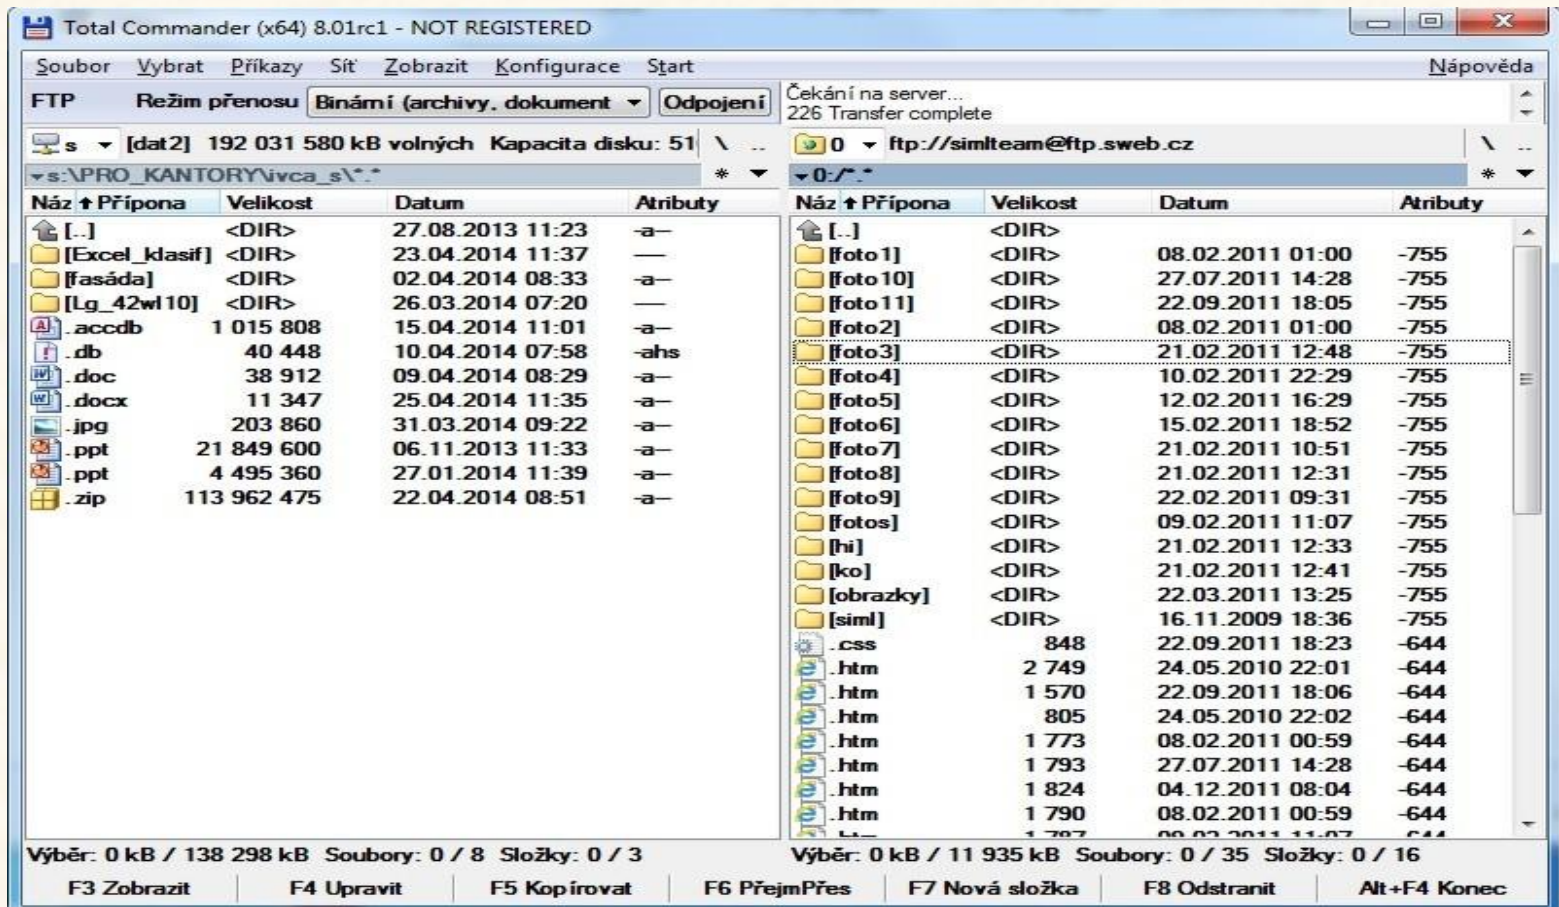 Total Commander (x64) 8.01rc1 - NOT REGISTERED
Soubor Vybrat Příkazy Síť Zobrazit Konfigurace Start Nápověda
FTP Režim přenosu Binární (archivy, dokument Odpojení
Čekání na server...
226 Transfer complete
s [dat2] 192 031 580 kB volných Kapacita disku: 51 \ ..
s:\PRO_KANTORY\ivca_s\*.* *
Náz Přípona Velikost Datum Atributy
[..] <DIR> 27.08.2013 11:23 -a--
[Excel_klasif] <DIR> 23.04.2014 11:37 ----
[fasáda] <DIR> 02.04.2014 08:33 -a--
[Lg_42wl10] <DIR> 26.03.2014 07:20 ----
.accdb 1 015 808 15.04.2014 11:01 -a--
.db 40 448 10.04.2014 07:58 -ahs
.doc 38 912 09.04.2014 08:29 -a--
.docx 11 347 25.04.2014 11:35 -a--
.jpg 203 860 31.03.2014 09:22 -a--
.ppt 21 849 600 06.11.2013 11:33 -a--
.ppt 4 495 360 27.01.2014 11:39 -a--
.zip 113 962 475 22.04.2014 08:51 -a--
Výběr: 0 kB / 138 298 kB Soubory: 0 / 8 Složky: 0 / 3
0 ftp://simlteam@ftp.sweb.cz \ ..
0:/*.* *
Náz Přípona Velikost Datum Atributy
[..] <DIR>
[foto1] <DIR> 08.02.2011 01:00 -755
[foto10] <DIR> 27.07.2011 14:28 -755
[foto11] <DIR> 22.09.2011 18:05 -755
[foto2] <DIR> 08.02.2011 01:00 -755
[foto3] <DIR> 21.02.2011 12:48 -755
[foto4] <DIR> 10.02.2011 22:29 -755
[foto5] <DIR> 12.02.2011 16:29 -755
[foto6] <DIR> 15.02.2011 18:52 -755
[foto7] <DIR> 21.02.2011 10:51 -755
[foto8] <DIR> 21.02.2011 12:31 -755
[foto9] <DIR> 22.02.2011 09:31 -755
[fotos] <DIR> 09.02.2011 11:07 -755
[hi] <DIR> 21.02.2011 12:33 -755
[ko] <DIR> 21.02.2011 12:41 -755
[obrazky] <DIR> 22.03.2011 13:25 -755
[siml] <DIR> 16.11.2009 18:36 -755
.css 848 22.09.2011 18:23 -644
.htm 2 749 24.05.2010 22:01 -644
.htm 1 570 22.09.2011 18:06 -644
.htm 805 24.05.2010 22:02 -644
.htm 1 773 08.02.2011 00:59 -644
.htm 1 793 27.07.2011 14:28 -644
.htm 1 824 04.12.2011 08:04 -644
.htm 1 790 08.02.2011 00:59 -644
Výběr: 0 kB / 11 935 kB Soubory: 0 / 35 Složky: 0 / 16
F3 Zobrazit F4 Upravit F5 Kopírovat F6 PřejmPřes F7 Nová složka F8 Odstranit Alt+F4 Konec